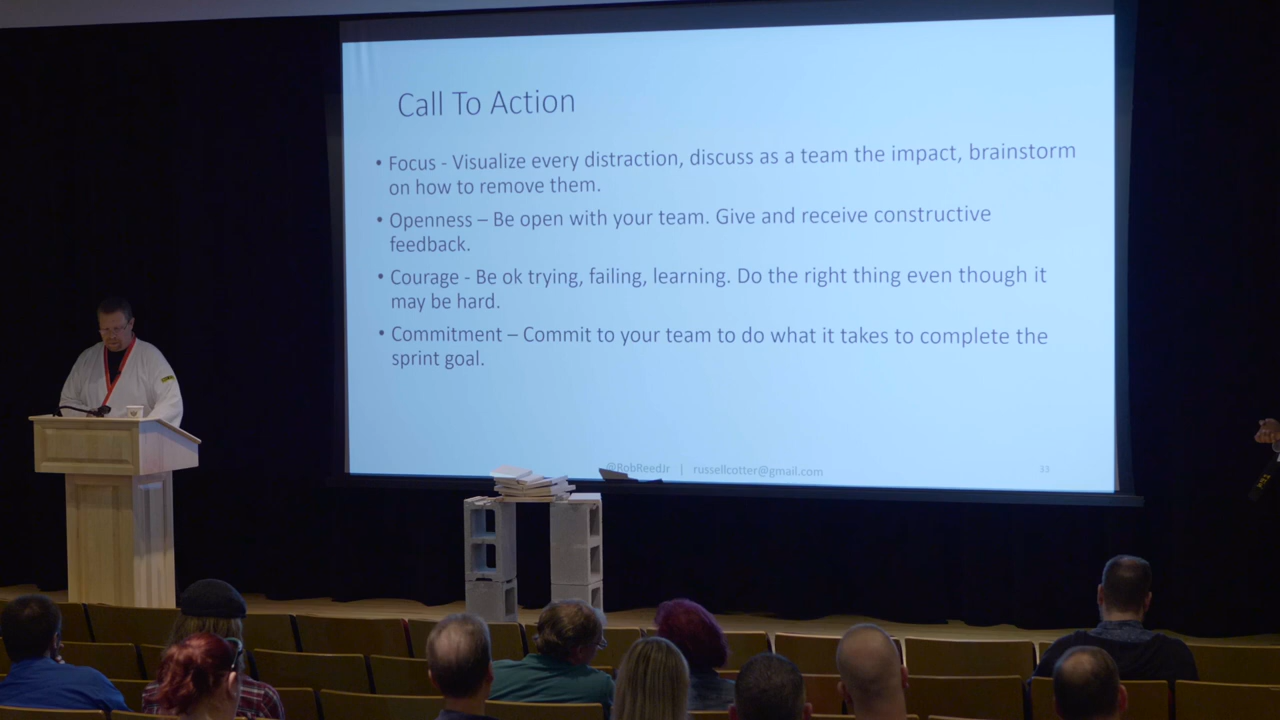 Call To Action
• Focus - Visualize every distraction, discuss as a team the impact, brainstorm
on how to remove them.
• Openness – Be open with your team. Give and receive constructive
feedback.
• Courage - Be ok trying, failing, learning. Do the right thing even though it
may be hard.
• Commitment – Commit to your team to do what it takes to complete the
sprint goal.
@RobReedJr | russellcotter@gmail.com
33